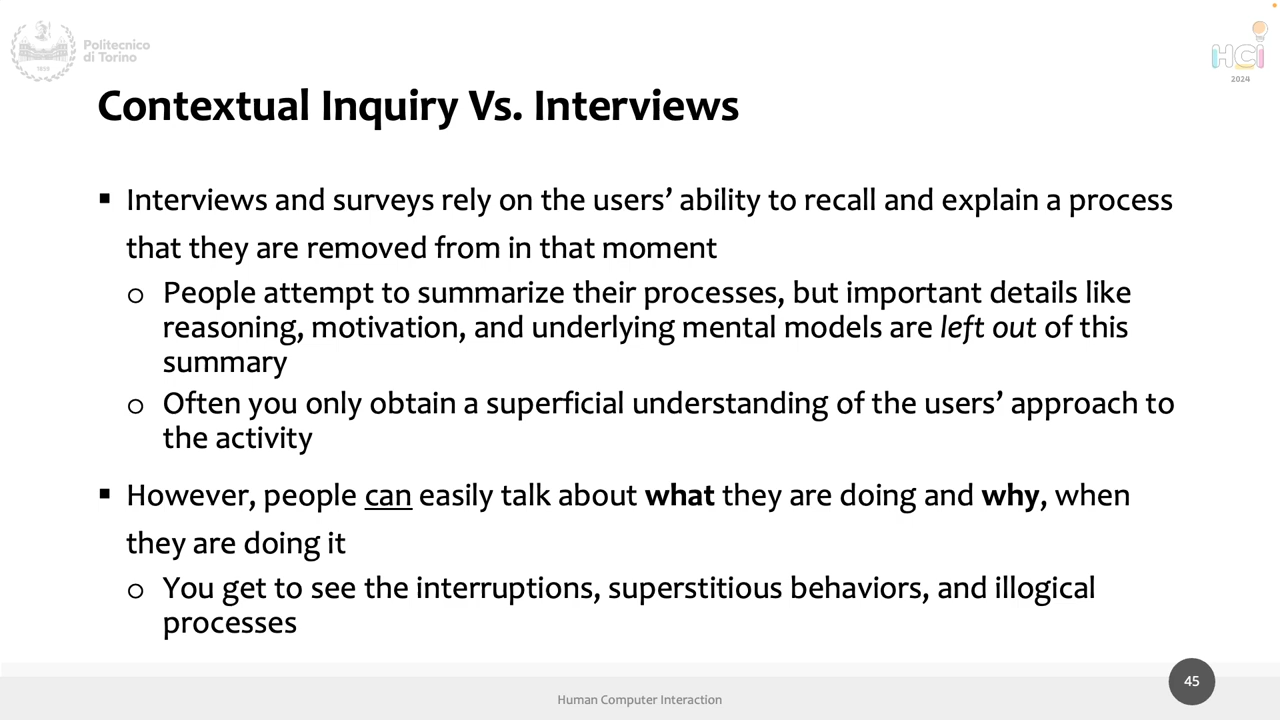 Politecnico
di Torino
1859
HCI
2024
Contextual Inquiry Vs. Interviews
▪ Interviews and surveys rely on the users’ ability to recall and explain a process
that they are removed from in that moment
o People attempt to summarize their processes, but important details like
reasoning, motivation, and underlying mental models are left out of this
summary
o Often you only obtain a superficial understanding of the users’ approach to
the activity
▪ However, people can easily talk about what they are doing and why, when
they are doing it
o You get to see the interruptions, superstitious behaviors, and illogical
processes
45
Human Computer Interaction